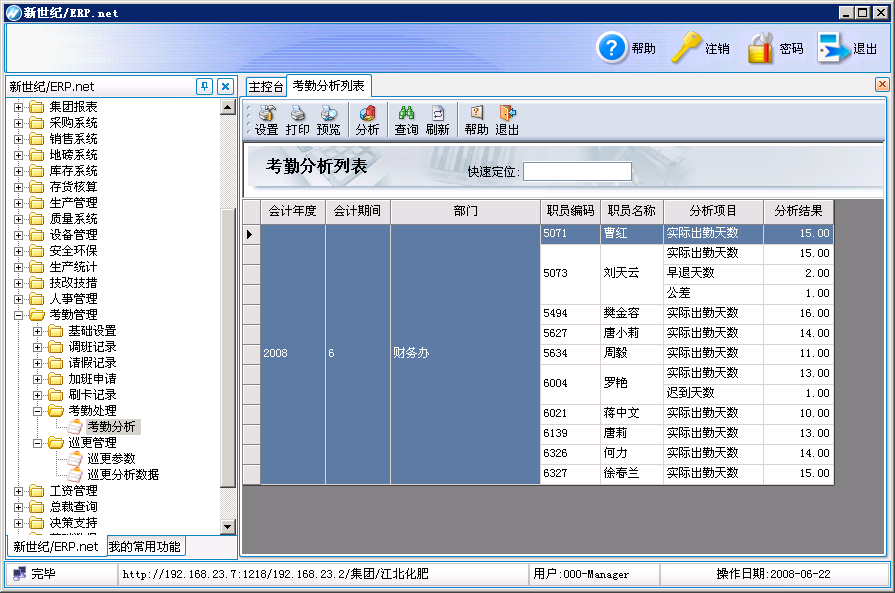 新世纪/ERP.net
帮助 注销 密码 退出
新世纪/ERP.net
集团报表
采购系统
销售系统
地磅系统
库存系统
存货核算
生产管理
质量系统
设备管理
安全环保
生产统计
技改技措
人事管理
考勤管理
基础设置
调班记录
请假记录
加班申请
刷卡记录
考勤处理
考勤分析
巡更管理
巡更参数
巡更分析数据
工资管理
总裁查询
决策支持
新世纪/ERP.net 我的常用功能
主控台 考勤分析列表
设置 打印 预览 分析 查询 刷新 帮助 退出
考勤分析列表 快速定位:
会计年度 会计期间 部门 职员编码 职员名称 分析项目 分析结果
5071 曹红 实际出勤天数 15.00
实际出勤天数 15.00
5073 刘天云 早退天数 2.00
公差 1.00
5494 樊金容 实际出勤天数 16.00
5627 唐小莉 实际出勤天数 14.00
2008 6 财务办 5634 周毅 实际出勤天数 11.00
6004 罗艳 实际出勤天数 13.00
迟到天数 1.00
6021 蒋中文 实际出勤天数 10.00
6139 唐莉 实际出勤天数 13.00
6326 何力 实际出勤天数 14.00
6327 徐春兰 实际出勤天数 15.00
完毕 http://192.168.23.7:1218/192.168.23.2/集团/江北化肥 用户:000-Manager 操作日期:2008-06-22